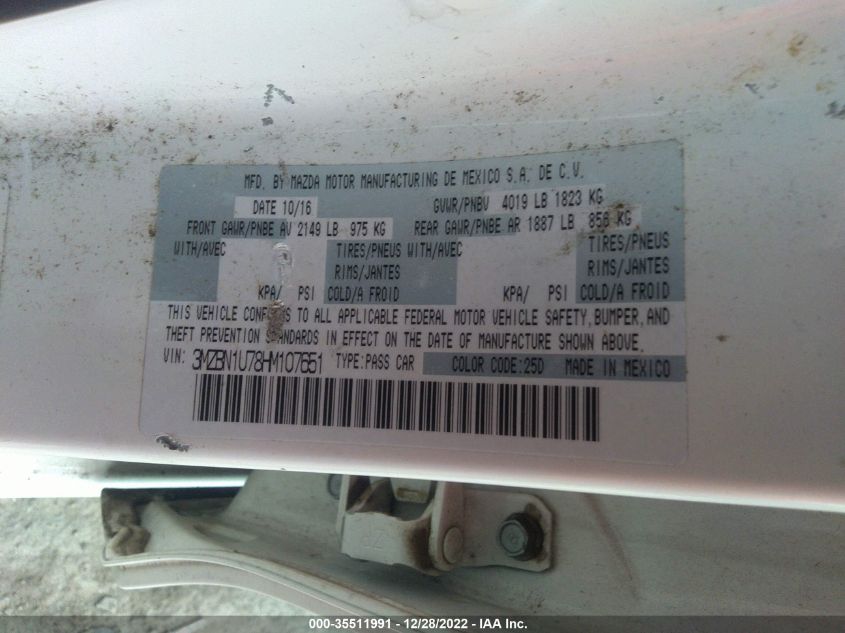 MFD. BY MAZDA MOTOR MANUFACTURING DE MEXICO S.A. DE C.V.
DATE 10/16 GVWR/PNBV 4019 LB 1823 KG
FRONT GAWR/PNBE AV 2149 LB 975 KG REAR GAWR/PNBE AR 1887 LB 856 KG
WITH/AVEC TIRES/PNEUS WITH/AVEC TIRES/PNEUS
RIMS/JANTES RIMS/JANTES
KPA/ PSI COLD/A FROID KPA/ PSI COLD/A FROID
THIS VEHICLE CONFORMS TO ALL APPLICABLE FEDERAL MOTOR VEHICLE SAFETY, BUMPER, AND
THEFT PREVENTION STANDARDS IN EFFECT ON THE DATE OF MANUFACTURE SHOWN ABOVE.
VIN: 3MZBN1U78HM107651 TYPE:PASS CAR COLOR CODE:25D MADE IN MEXICO
000-35511991 - 12/28/2022 - IAA Inc.